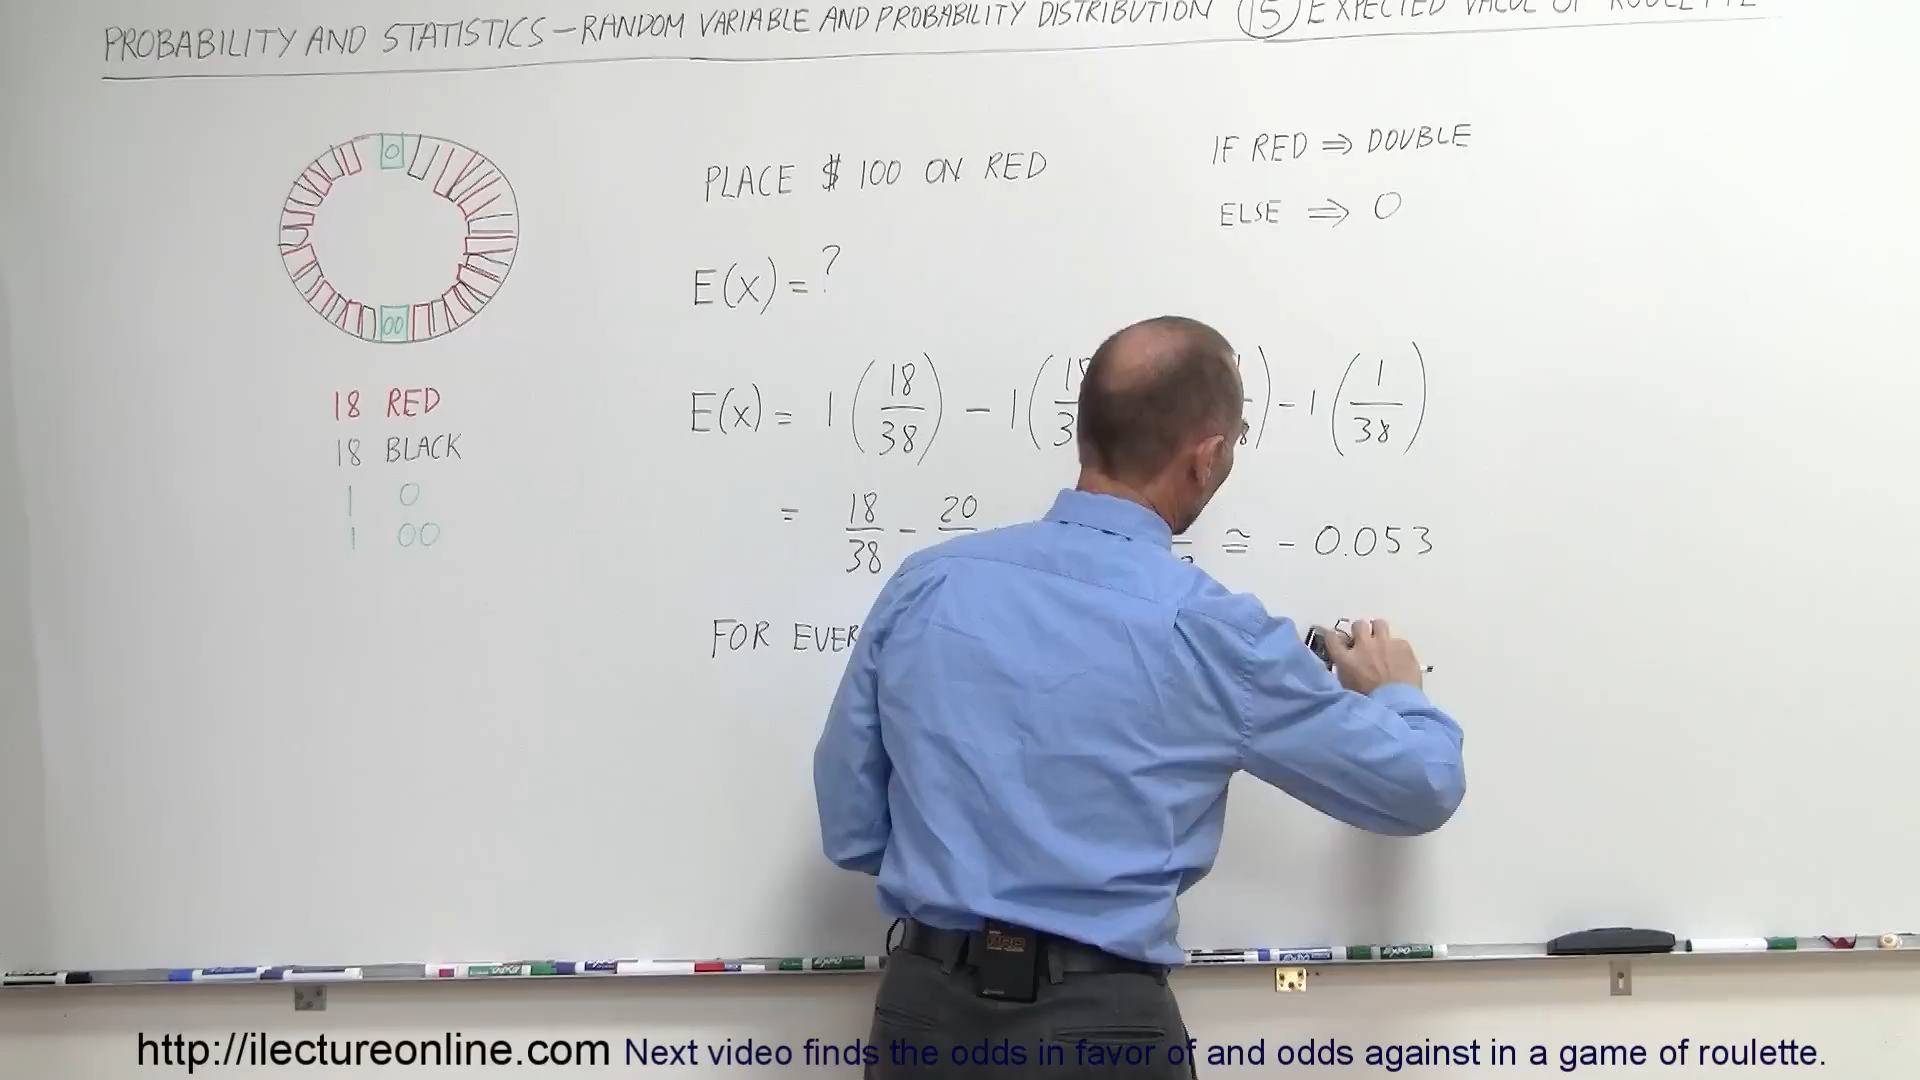 PROBABILITY AND STATISTICS – RANDOM VARIABLE AND PROBABILITY DISTRIBUTION (15) EXPECTED VALUE OF ROULETTE
0
00
18 RED
18 BLACK
1 0
1 00
PLACE $ 100 ON RED
IF RED ⇒ DOUBLE
ELSE ⇒ 0
E(x) = ?
E(x) = 1 (18/38) - 1 ( ) - 1 (1/38)
= 18/38 - 20 ≅ - 0.053
FOR 5
http://ilectureonline.com Next video finds the odds in favor of and odds against in a game of roulette.